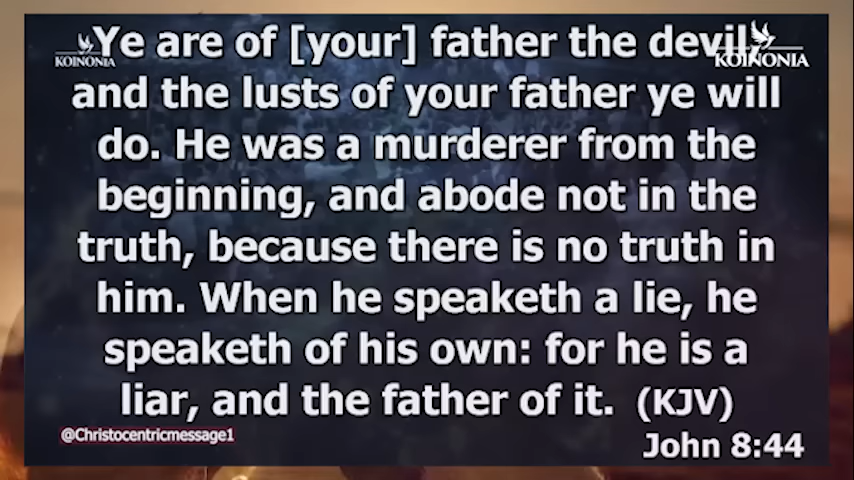 Ye are of [your] father the devil,
and the lusts of your father ye will
do. He was a murderer from the
beginning, and abode not in the
truth, because there is no truth in
him. When he speaketh a lie, he
speaketh of his own: for he is a
liar, and the father of it. (KJV)
John 8:44
@Christocentricmessage1
KOINONIA
KOINONIA